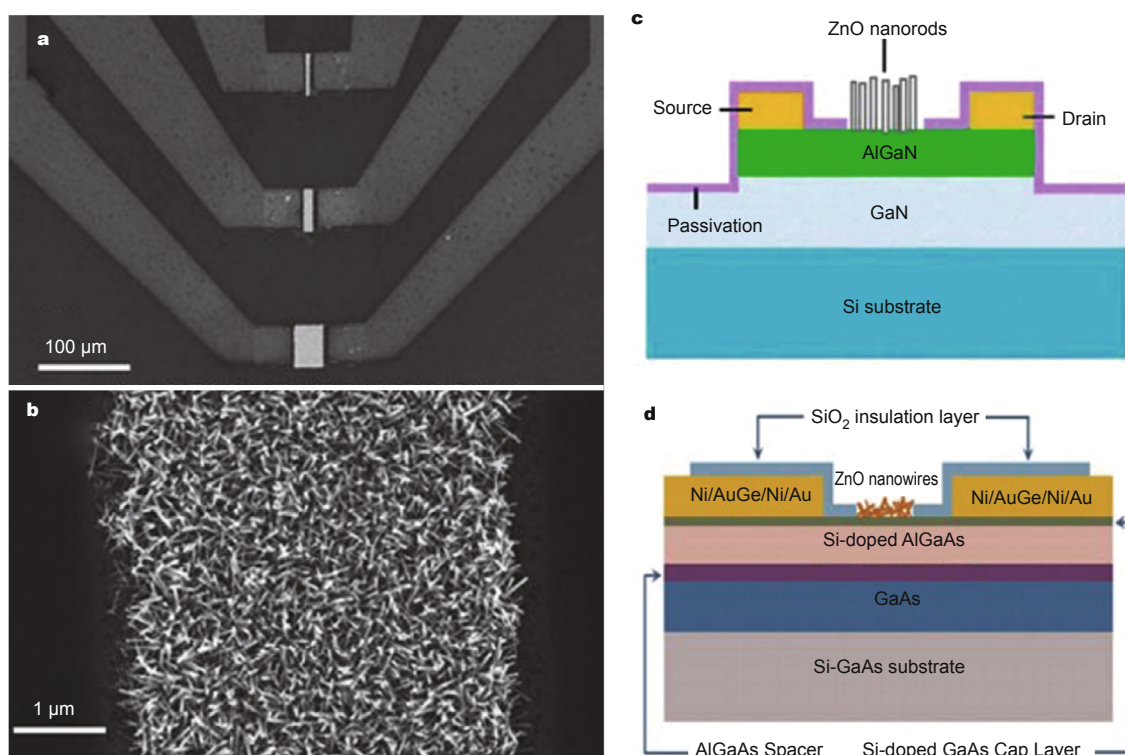 a
100 µm
b
1 µm
c
ZnO nanorods
Source
Drain
AlGaN
Passivation
GaN
Si substrate
d
SiO₂ insulation layer
ZnO nanowires
Ni/AuGe/Ni/Au
Ni/AuGe/Ni/Au
Si-doped AlGaAs
GaAs
Si-GaAs substrate
AlGaAs Spacer
Si-doped GaAs Cap Layer